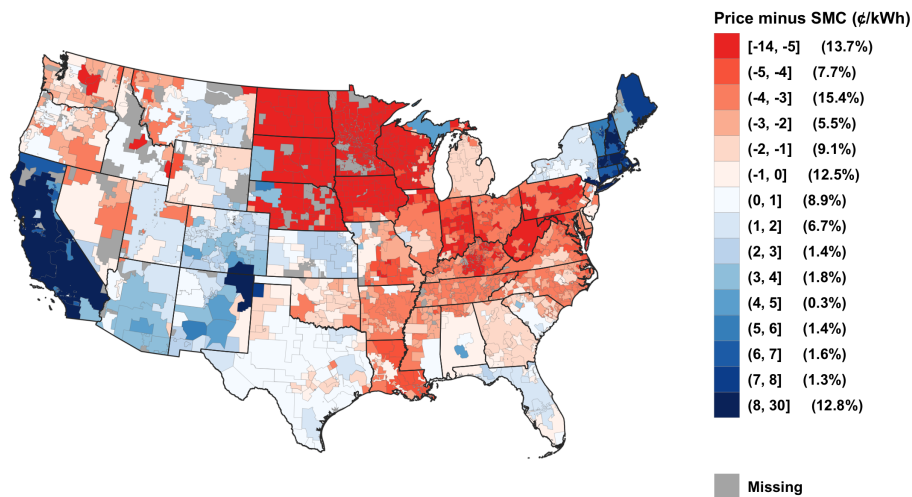 Price minus SMC (¢/kWh)
[-14, -5] (13.7%)
(-5, -4] (7.7%)
(-4, -3] (15.4%)
(-3, -2] (5.5%)
(-2, -1] (9.1%)
(-1, 0] (12.5%)
(0, 1] (8.9%)
(1, 2] (6.7%)
(2, 3] (1.4%)
(3, 4] (1.8%)
(4, 5] (0.3%)
(5, 6] (1.4%)
(6, 7] (1.6%)
(7, 8] (1.3%)
(8, 30] (12.8%)
Missing